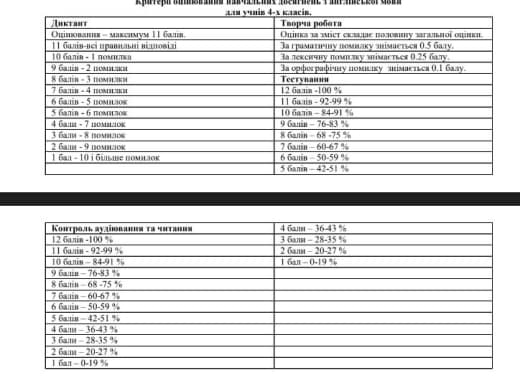 Критерії оцінювання навчальних досягнень з англійської мови
для учнів 4-х класів.
Диктант
Оцінювання – максимум 11 балів.
11 балів-всі правильні відповіді
10 балів - 1 помилка
9 балів - 2 помилки
8 балів - 3 помилки
7 балів - 4 помилки
6 балів - 5 помилок
5 балів - 6 помилок
4 бали - 7 помилок
3 бали - 8 помилок
2 бали - 9 помилок
1 бал - 10 і більше помилок
Творча робота
Оцінка за зміст складає половину загальної оцінки.
За граматичну помилку знімається 0.5 балу.
За лексичну помилку знімається 0.25 балу.
За орфографічну помилку знімається 0.1 балу.
Тестування
12 балів -100 %
11 балів - 92-99 %
10 балів – 84-91 %
9 балів – 76-83 %
8 балів – 68 -75 %
7 балів – 60-67 %
6 балів – 50-59 %
5 балів – 42-51 %
Контроль аудіювання та читання
12 балів -100 %
11 балів - 92-99 %
10 балів – 84-91 %
9 балів – 76-83 %
8 балів – 68 -75 %
7 балів – 60-67 %
6 балів – 50-59 %
5 балів – 42-51 %
4 бали – 36-43 %
3 бали – 28-35 %
2 бали – 20-27 %
1 бал – 0-19 %
4 бали – 36-43 %
3 бали – 28-35 %
2 бали – 20-27 %
1 бал – 0-19 %